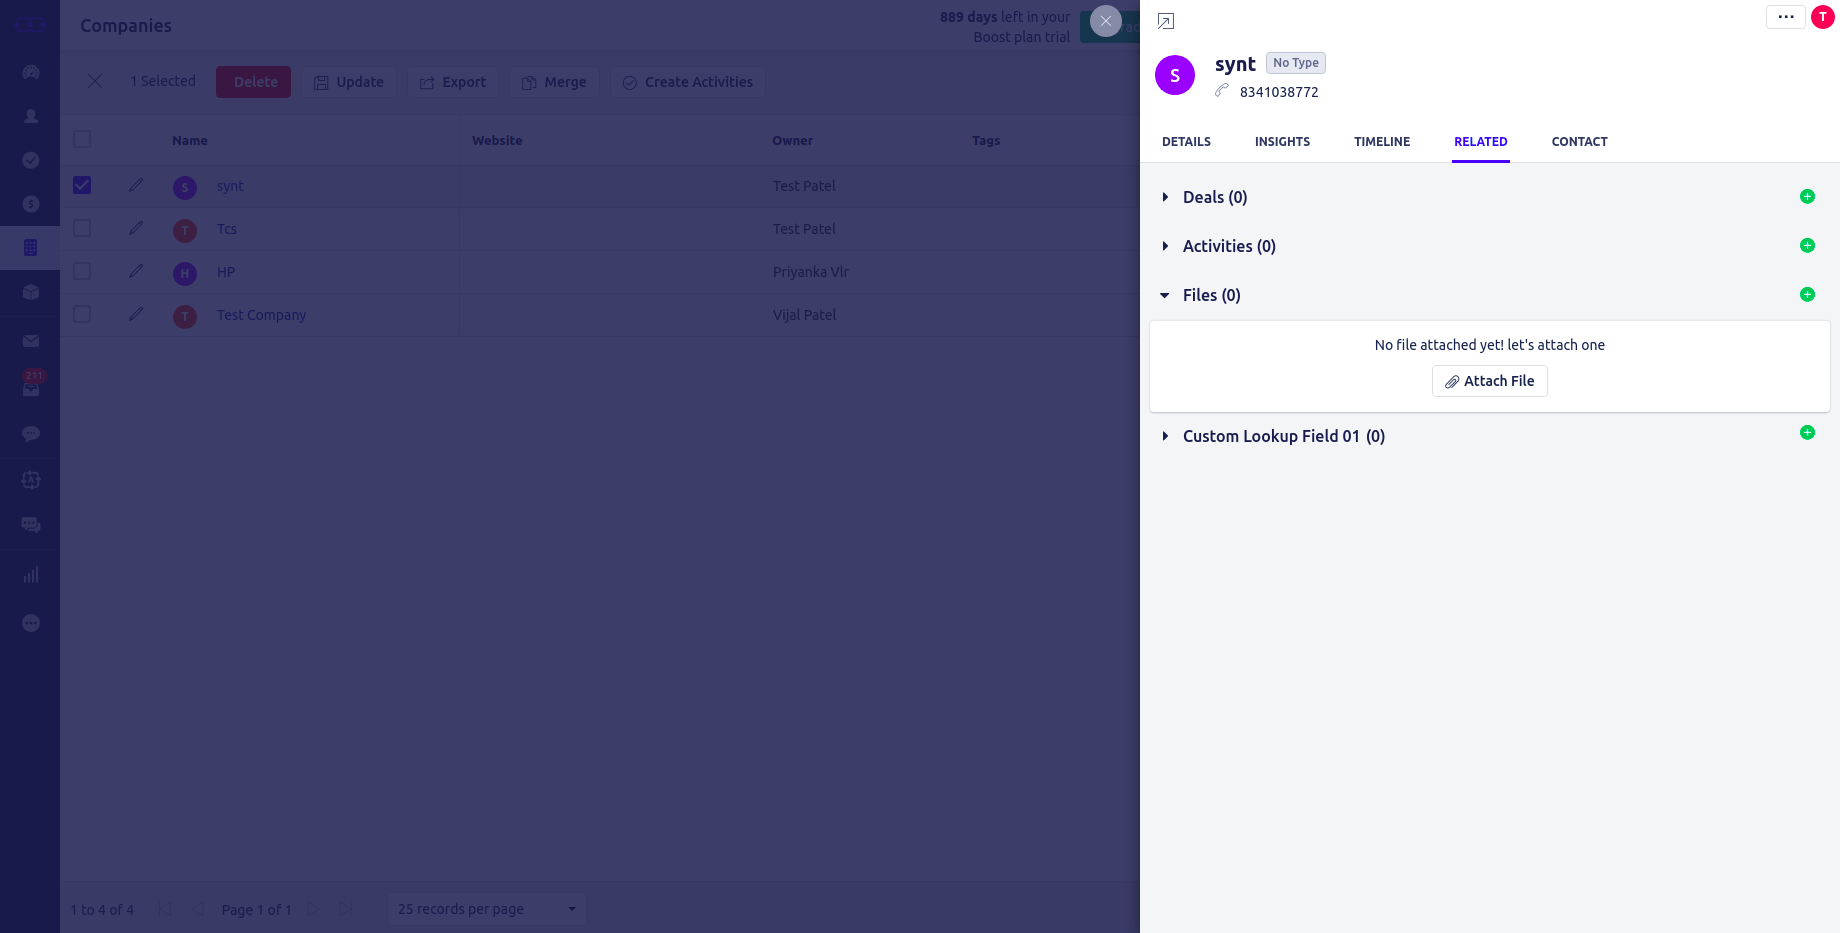 Companies
889 days left in your
Boost plan trial
1 Selected
Delete
Update
Export
Merge
Create Activities
Name
Website
Owner
Tags
S
synt
Test Patel
T
Tcs
Test Patel
H
HP
Priyanka Vlr
T
Test Company
Vijal Patel
211
1 to 4 of 4
Page 1 of 1
25 records per page
T
S
synt
No Type
8341038772
DETAILS
INSIGHTS
TIMELINE
RELATED
CONTACT
Deals (0)
Activities (0)
Files (0)
No file attached yet! let's attach one
Attach File
Custom Lookup Field 01 (0)